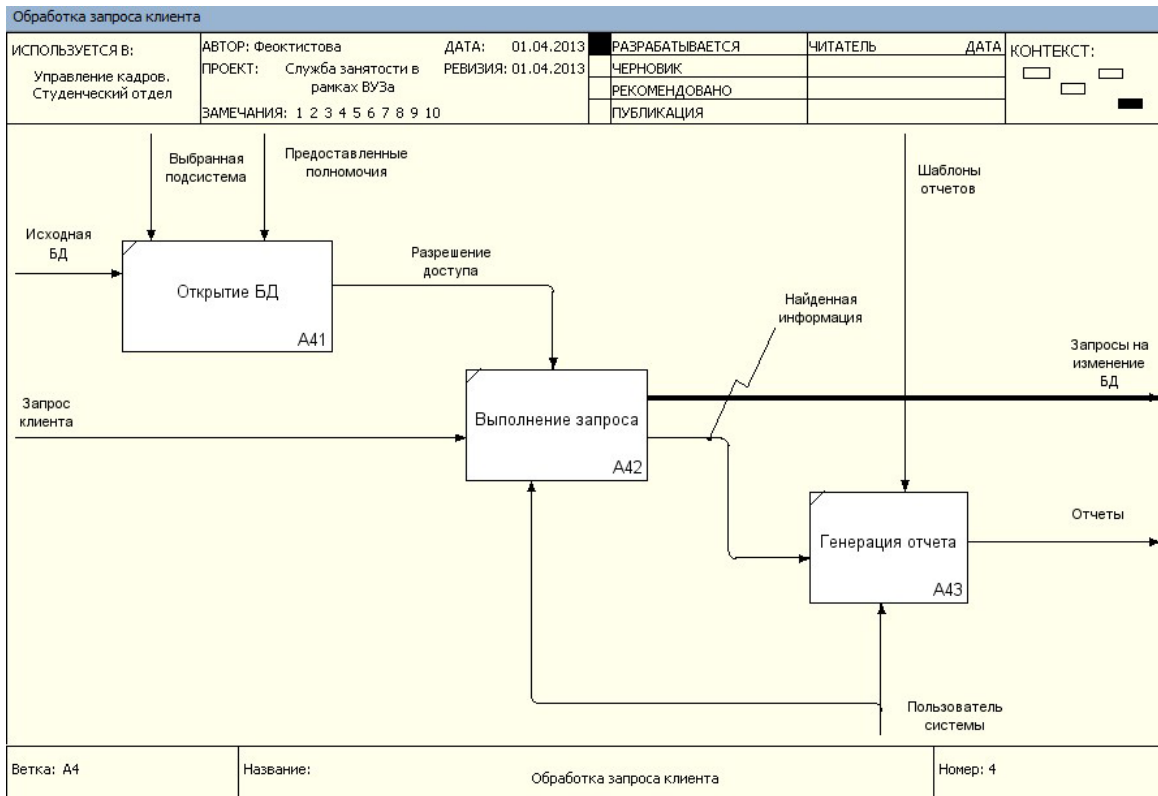 Обработка запроса клиента
ИСПОЛЬЗУЕТСЯ В:
Управление кадров.
Студенческий отдел
АВТОР: Феоктистова
ДАТА: 01.04.2013
ПРОЕКТ: Служба занятости в
рамках ВУЗа
РЕВИЗИЯ: 01.04.2013
ЗАМЕЧАНИЯ: 1 2 3 4 5 6 7 8 9 10
РАЗРАБАТЫВАЕТСЯ
ЧЕРНОВИК
РЕКОМЕНДОВАНО
ПУБЛИКАЦИЯ
ЧИТАТЕЛЬ
ДАТА
КОНТЕКСТ:
Выбранная
подсистема
Предоставленные
полномочия
Шаблоны
отчетов
Исходная
БД
Открытие БД
A41
Разрешение
доступа
Найденная
информация
Запросы на
изменение
БД
Запрос
клиента
Выполнение запроса
A42
Генерация отчета
A43
Отчеты
Пользователь
системы
Ветка: A4
Название:
Обработка запроса клиента
Номер: 4